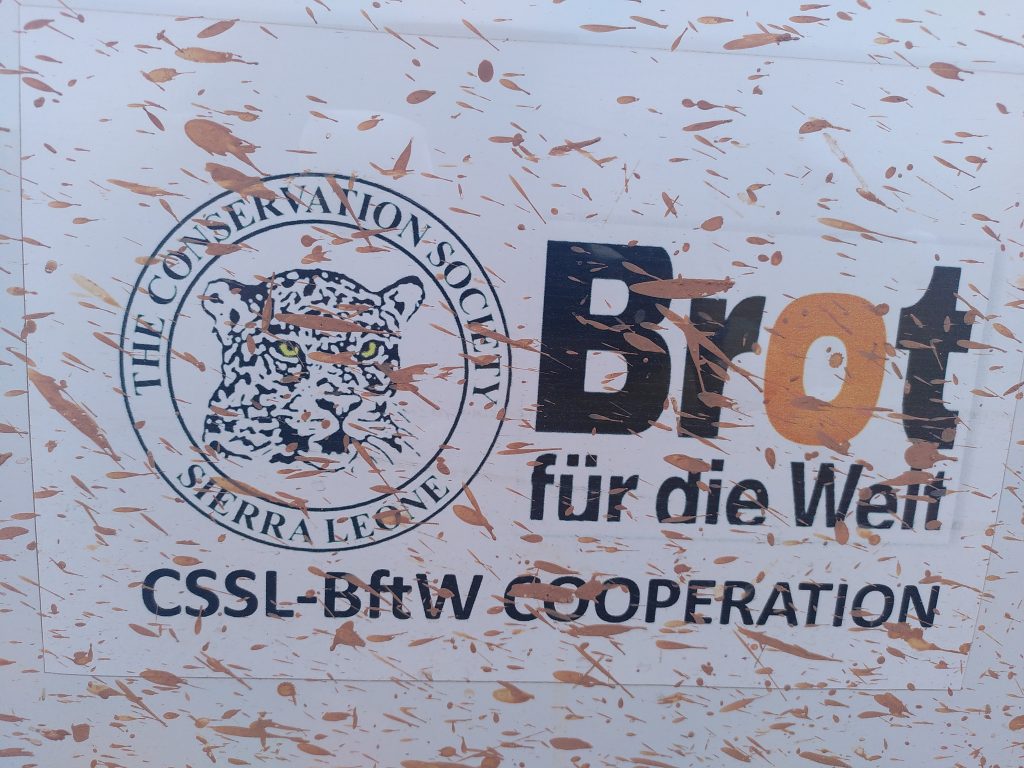 THE CONSERVATION SOCIETY
SIERRA LEONE
Brot
für die Welt
CSSL-BftW COOPERATION